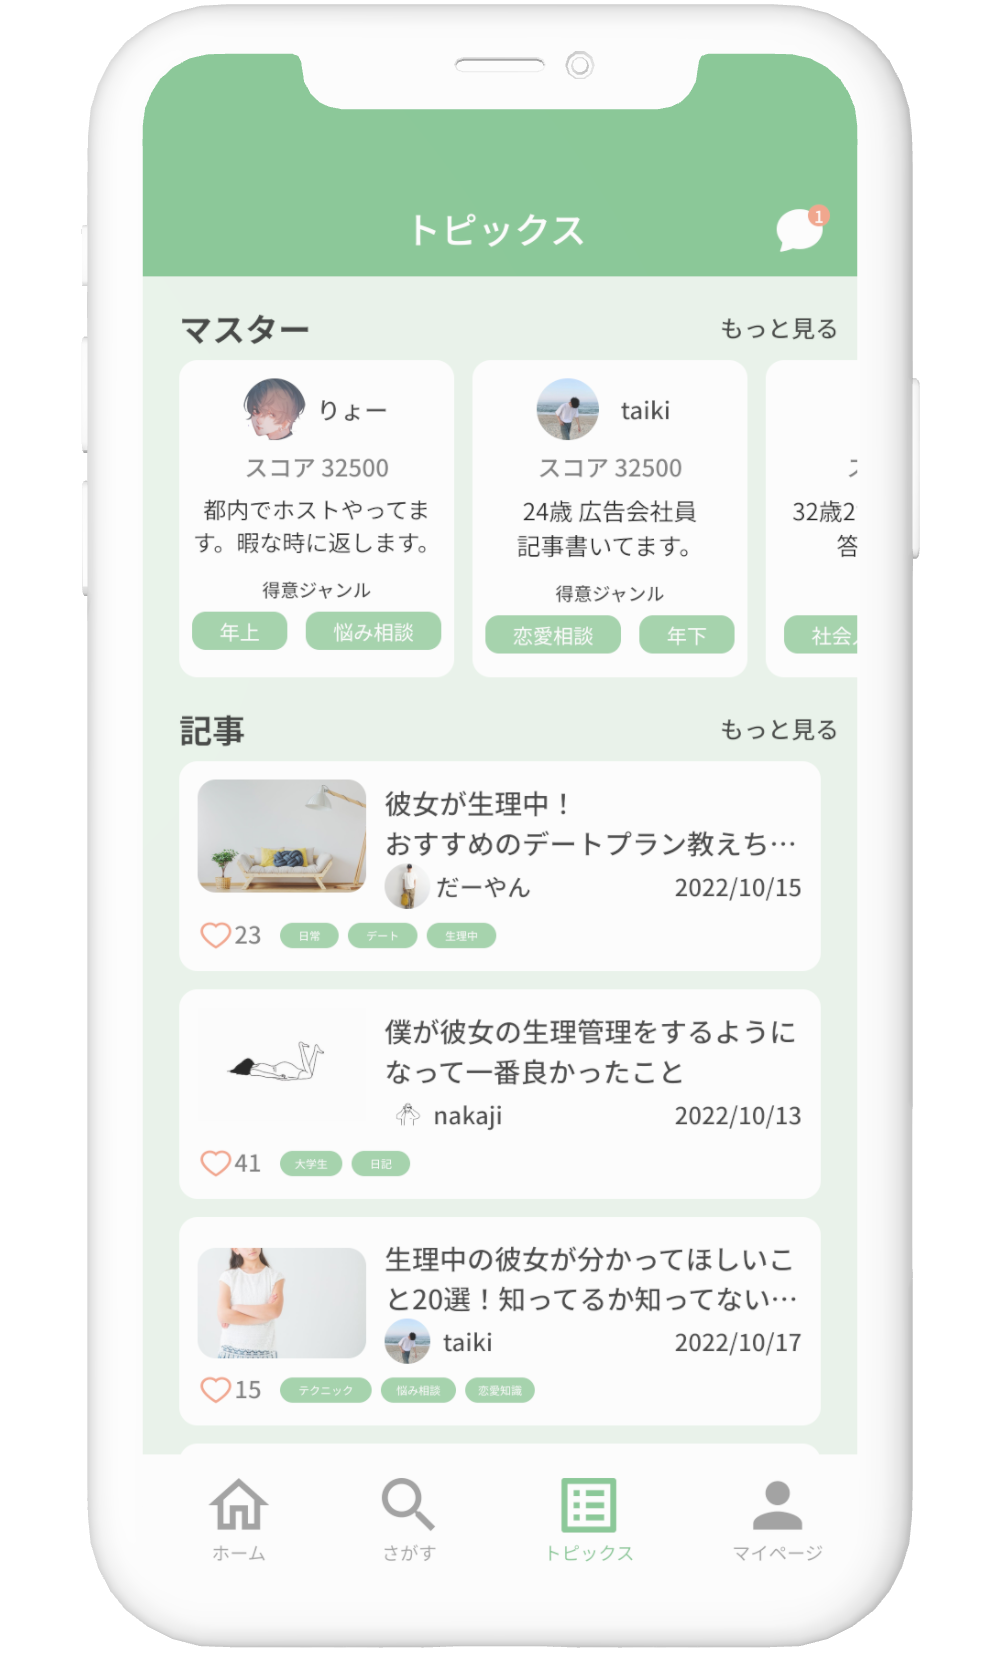 トピックス
1
マスター
もっと見る
りょー
スコア 32500
都内でホストやってま
す。暇な時に返します。
得意ジャンル
年上
悩み相談
taiki
スコア 32500
24歳 広告会社員
記事書いてます。
得意ジャンル
恋愛相談
年下
32歳2
答
社会
記事
もっと見る
彼女が生理中！
おすすめのデートプラン教えち…
だーやん
2022/10/15
23
日常
デート
生理中
僕が彼女の生理管理をするように
なって一番良かったこと
nakaji
2022/10/13
41
大学生
日記
生理中の彼女が分かってほしいこ
と20選！知ってるか知ってない…
taiki
2022/10/17
15
テクニック
悩み相談
恋愛知識
ホーム
さがす
トピックス
マイページ